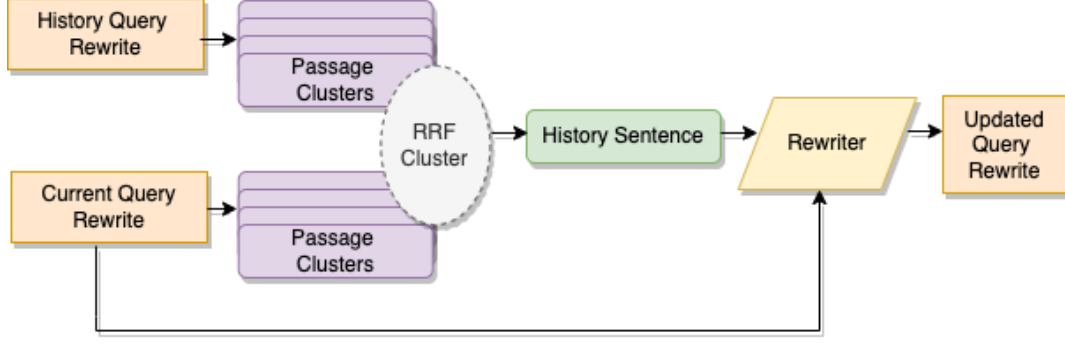 History Query
Rewrite
Passage
Clusters
RRF
Cluster
History Sentence
Rewriter
Updated
Query
Rewrite
Current Query
Rewrite
Passage
Clusters